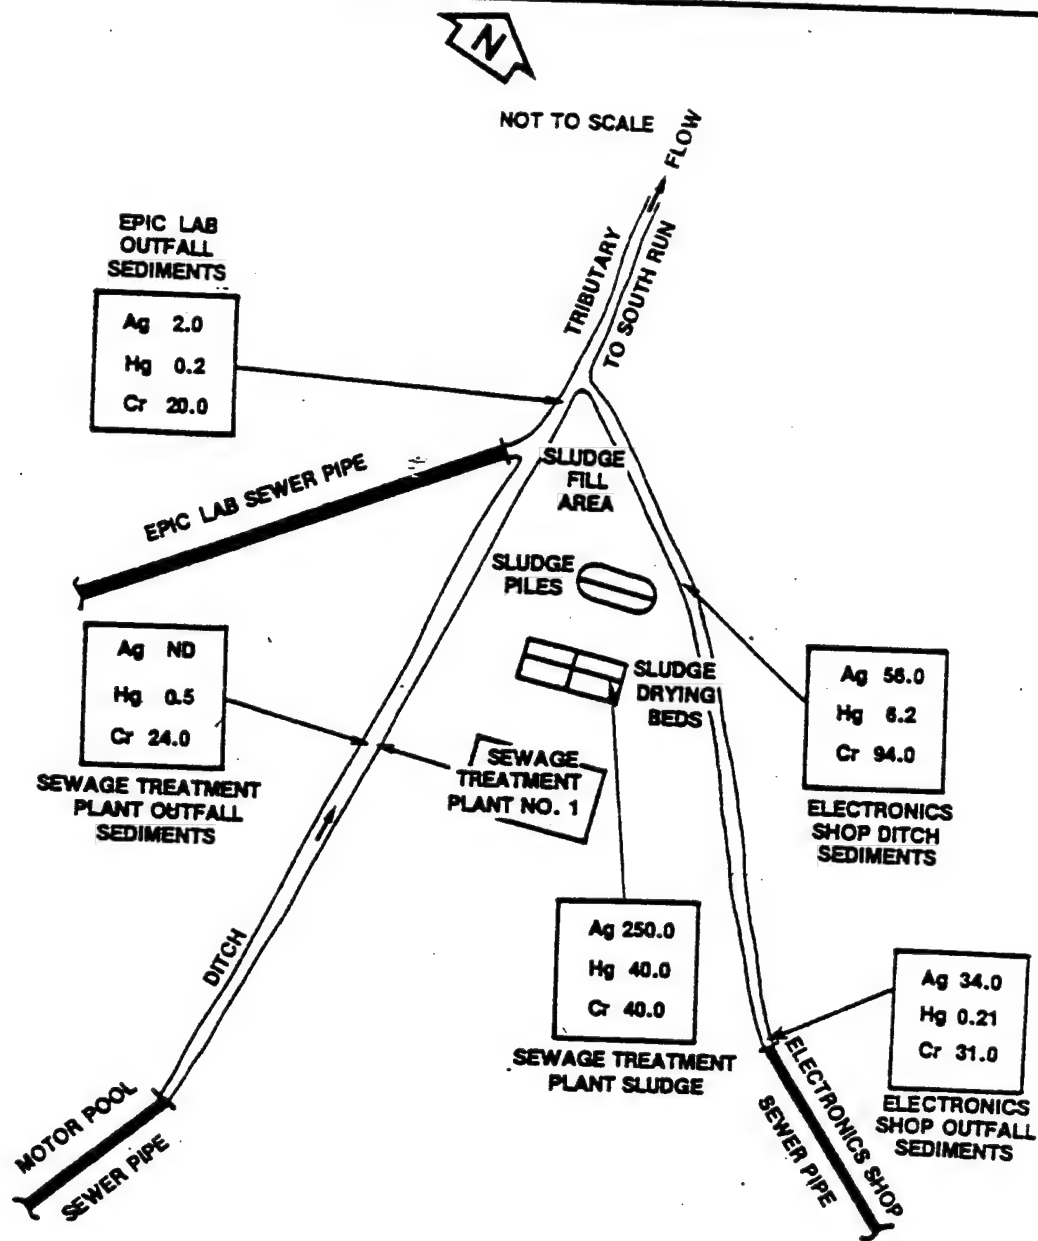 N
NOT TO SCALE
FLOW
TRIBUTARY
TO SOUTH RUN
EPIC LAB
OUTFALL
SEDIMENTS
Ag 2.0
Hg 0.2
Cr 20.0
EPIC LAB SEWER PIPE
SLUDGE
FILL
AREA
SLUDGE
PILES
Ag ND
Hg 0.5
Cr 24.0
SEWAGE TREATMENT
PLANT OUTFALL
SEDIMENTS
SLUDGE
DRYING
BEDS
SEWAGE
TREATMENT
PLANT NO. 1
Ag 56.0
Hg 6.2
Cr 94.0
ELECTRONICS
SHOP DITCH
SEDIMENTS
DITCH
Ag 250.0
Hg 40.0
Cr 40.0
SEWAGE TREATMENT
PLANT SLUDGE
Ag 34.0
Hg 0.21
Cr 31.0
ELECTRONICS
SHOP OUTFALL
SEDIMENTS
MOTOR POOL
SEWER PIPE
ELECTRONICS SHOP
SEWER PIPE